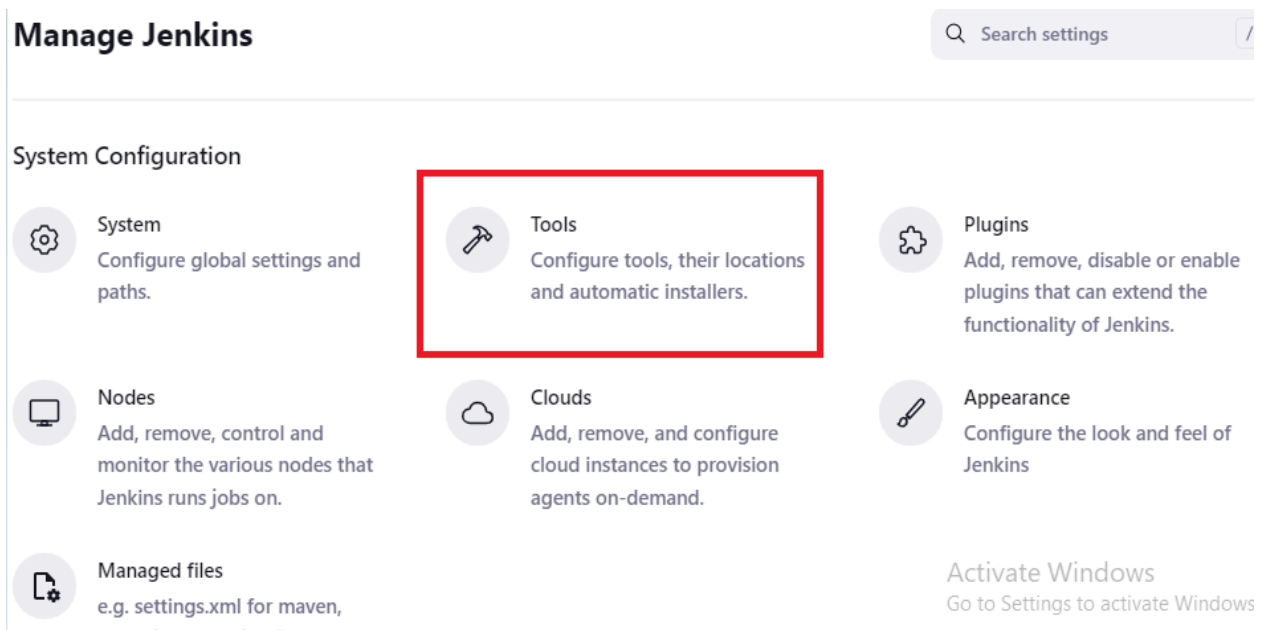 Manage Jenkins
Search settings
/
System Configuration
System
Configure global settings and
paths.
Tools
Configure tools, their locations
and automatic installers.
Plugins
Add, remove, disable or enable
plugins that can extend the
functionality of Jenkins.
Nodes
Add, remove, control and
monitor the various nodes that
Jenkins runs jobs on.
Clouds
Add, remove, and configure
cloud instances to provision
agents on-demand.
Appearance
Configure the look and feel of
Jenkins
Managed files
e.g. settings.xml for maven,
Activate Windows
Go to Settings to activate Windows